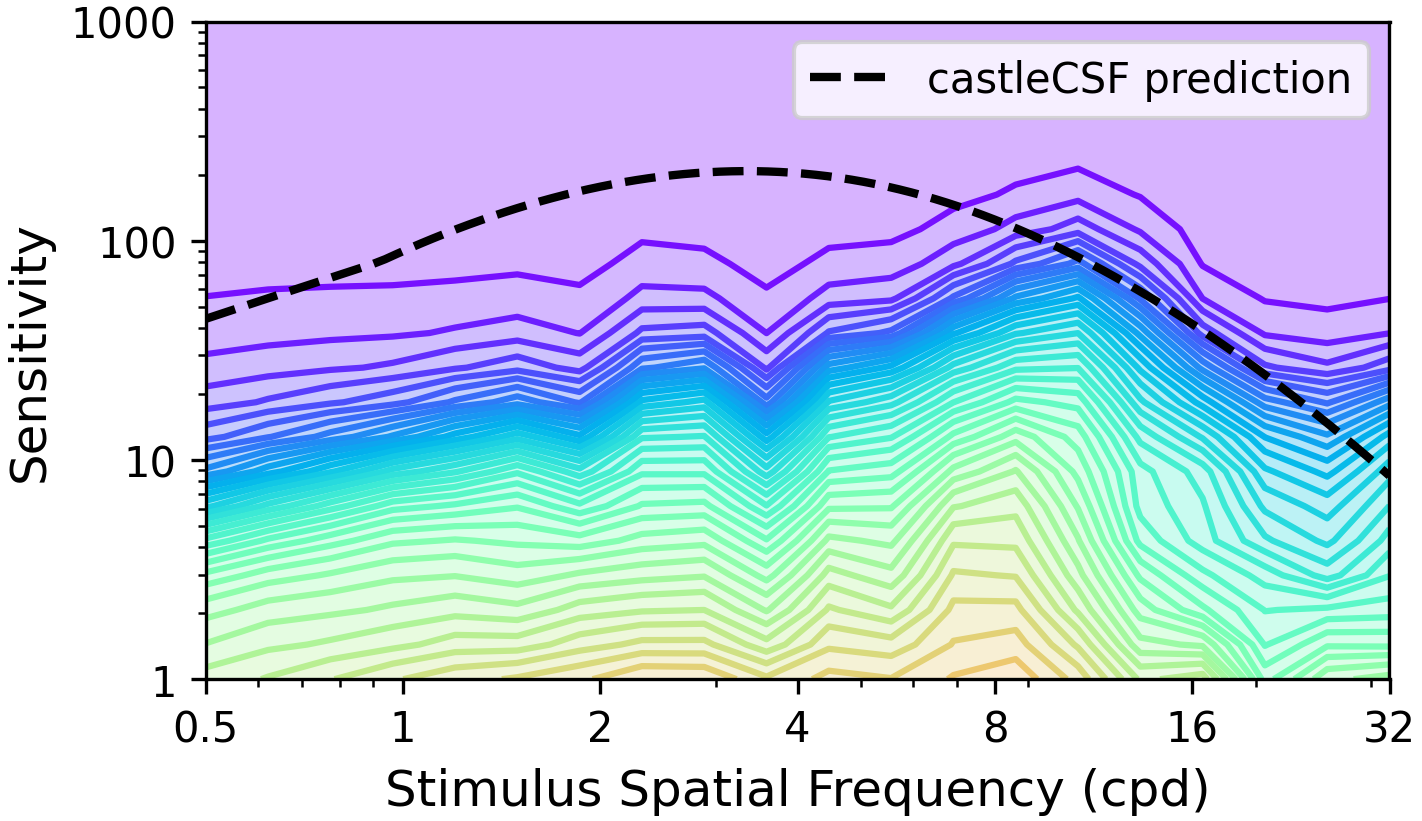 1000
100
10
1
Sensitivity
castleCSF prediction
0.5 1 2 4 8 16 32
Stimulus Spatial Frequency (cpd)